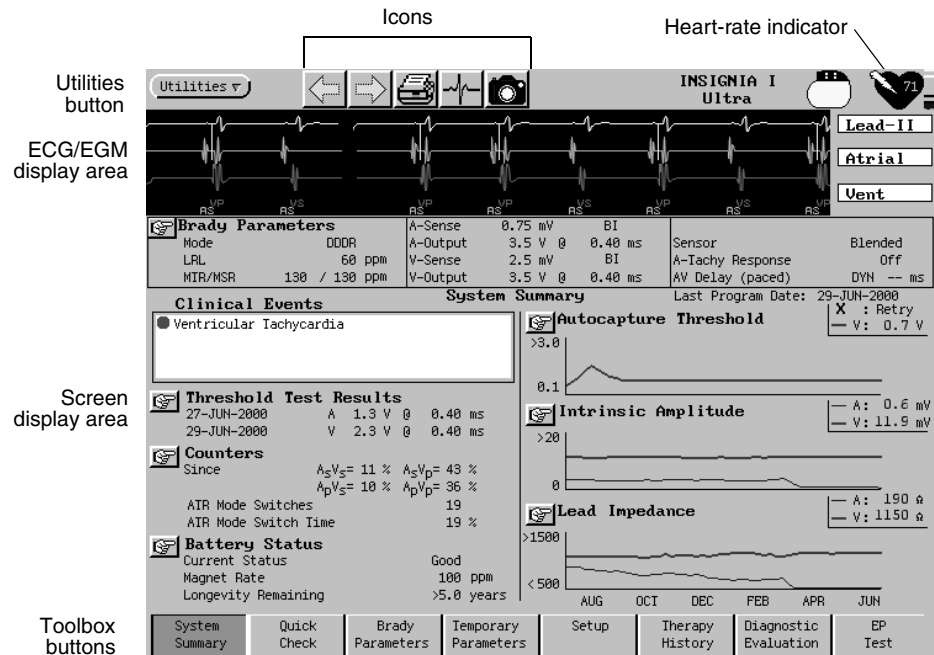 Icons
Heart-rate indicator
Utilities button
Utilities
INSIGNIA I
Ultra
71
ECG/EGM display area
Lead-II
Atrial
Vent
AS VP AS VS AS VP AS VP AS VS AS VS AS VP
Brady Parameters
Mode DDDR
LRL 60 ppm
MTR/MSR 130 / 130 ppm
A-Sense 0.75 mV BI
A-Output 3.5 V @ 0.40 ms
V-Sense 2.5 mV BI
V-Output 3.5 V @ 0.40 ms
Sensor Blended
A-Tachy Response Off
AV Delay (paced) DYN -- ms
System Summary
Last Program Date: 29-JUN-2000
Screen display area
Clinical Events
Ventricular Tachycardia
Threshold Test Results
27-JUN-2000 A 1.3 V @ 0.40 ms
29-JUN-2000 V 2.3 V @ 0.40 ms
Counters
Since AsVs= 11 % AsVp= 43 %
ApVs= 10 % ApVp= 36 %
AIR Mode Switches 19
AIR Mode Switch Time 19 %
Battery Status
Current Status Good
Magnet Rate 100 ppm
Longevity Remaining >5.0 years
Autocapture Threshold
X : Retry
— V: 0.7 V
>3.0
0.1
Intrinsic Amplitude
— A: 0.6 mV
— V: 11.9 mV
>20
0
Lead Impedance
— A: 190 Ω
— V: 1150 Ω
>1500
<500
AUG OCT DEC FEB APR JUN
Toolbox buttons
System Summary
Quick Check
Brady Parameters
Temporary Parameters
Setup
Therapy History
Diagnostic Evaluation
EP Test